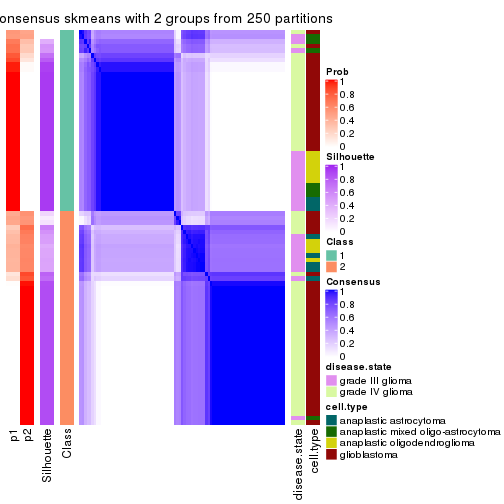 onsensus skmeans with 2 groups from 250 partitions
Prob
1
0.8
0.6
0.4
0.2
0
Silhouette
1
0.8
0.6
0.4
0.2
0
Class
1
2
Consensus
1
0.8
0.6
0.4
0.2
0
disease.state
grade III glioma
grade IV glioma
cell.type
anaplastic astrocytoma
anaplastic mixed oligo-astrocytoma
anaplastic oligodendroglioma
glioblastoma
p1
p2
Silhouette
Class
disease.state
cell.type